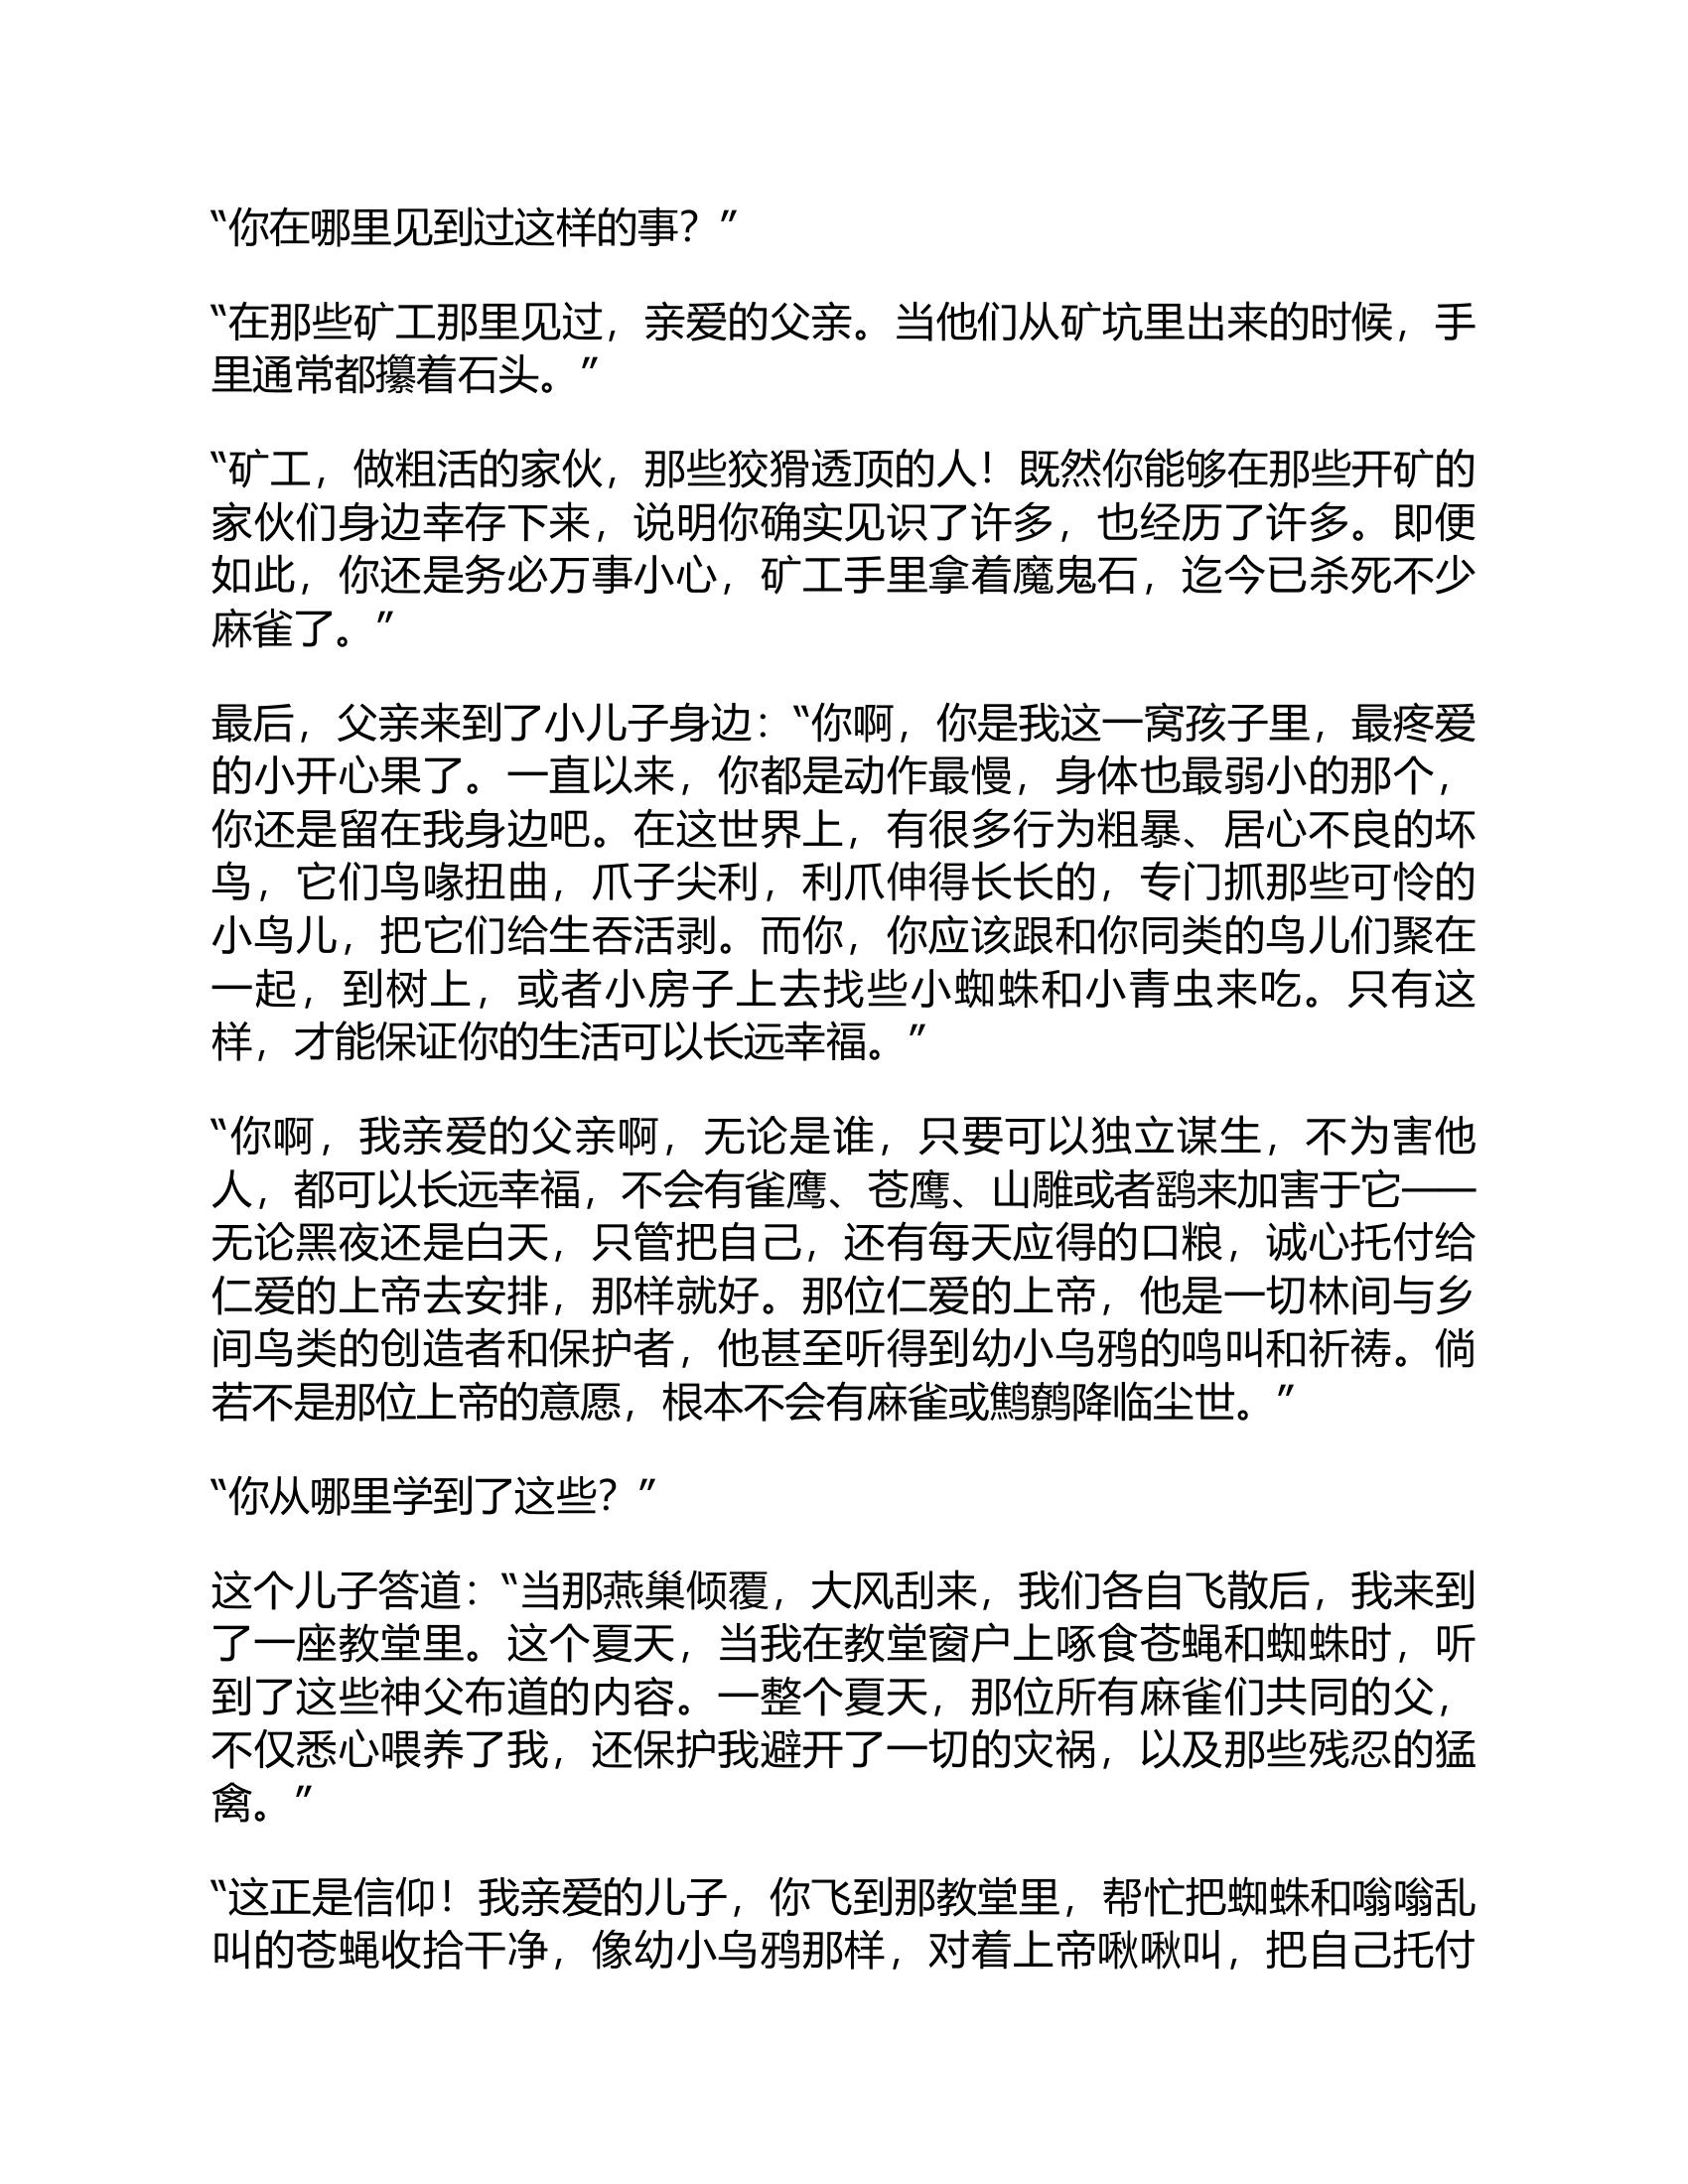 “你在哪里见到过这样的事？”
“在那些矿工那里见过，亲爱的父亲。当他们从矿坑里出来的时候，手
里通常都攥着石头。”
“矿工，做粗活的家伙，那些狡猾透顶的人！既然你能够在那些开矿的
家伙们身边幸存下来，说明你确实见识了许多，也经历了许多。即便
如此，你还是务必万事小心，矿工手里拿着魔鬼石，迄今已杀死不少
麻雀了。”
最后，父亲来到了小儿子身边：“你啊，你是我这一窝孩子里，最疼爱
的小开心果了。一直以来，你都是动作最慢，身体也最弱小的那个，
你还是留在我身边吧。在这世界上，有很多行为粗暴、居心不良的坏
鸟，它们鸟喙扭曲，爪子尖利，利爪伸得长长的，专门抓那些可怜的
小鸟儿，把它们给生吞活剥。而你，你应该跟和你同类的鸟儿们聚在
一起，到树上，或者小房子上去找些小蜘蛛和小青虫来吃。只有这
样，才能保证你的生活可以长远幸福。”
“你啊，我亲爱的父亲啊，无论是谁，只要可以独立谋生，不为害他
人，都可以长远幸福，不会有雀鹰、苍鹰、山雕或者鹞来加害于它——
无论黑夜还是白天，只管把自己，还有每天应得的口粮，诚心托付给
仁爱的上帝去安排，那样就好。那位仁爱的上帝，他是一切林间与乡
间鸟类的创造者和保护者，他甚至听得到幼小乌鸦的鸣叫和祈祷。倘
若不是那位上帝的意愿，根本不会有麻雀或鹪鹩降临尘世。”
“你从哪里学到了这些？”
这个儿子答道：“当那燕巢倾覆，大风刮来，我们各自飞散后，我来到
了一座教堂里。这个夏天，当我在教堂窗户上啄食苍蝇和蜘蛛时，听
到了这些神父布道的内容。一整个夏天，那位所有麻雀们共同的父，
不仅悉心喂养了我，还保护我避开了一切的灾祸，以及那些残忍的猛
禽。”
“这正是信仰！我亲爱的儿子，你飞到那教堂里，帮忙把蜘蛛和嗡嗡乱
叫的苍蝇收拾干净，像幼小乌鸦那样，对着上帝啾啾叫，把自己托付